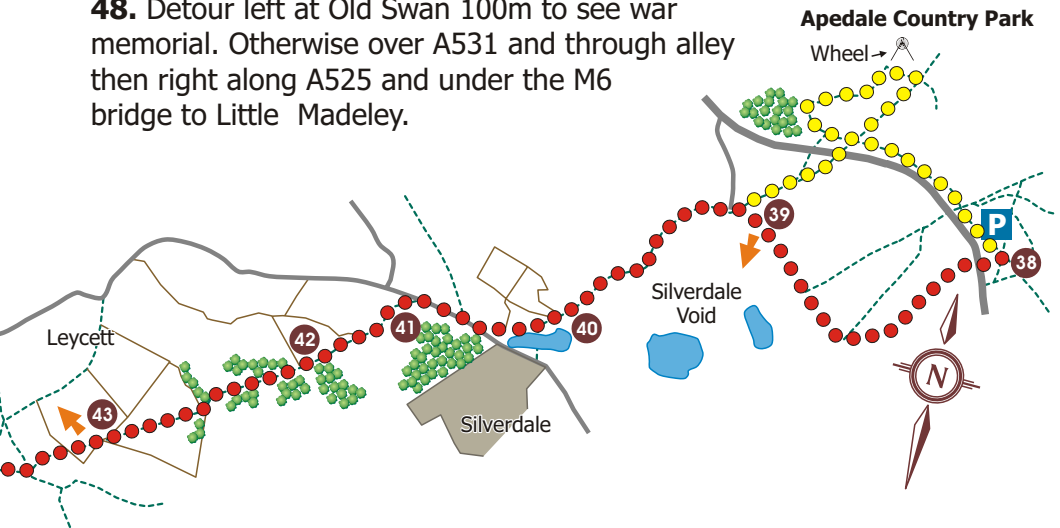 48. Detour left at Old Swan 100m to see war
memorial. Otherwise over A531 and through alley
then right along A525 and under the M6
bridge to Little Madeley.
Apedale Country Park
Wheel
P
38
39
Silverdale
Void
40
41
42
Leycett
43
Silverdale
N